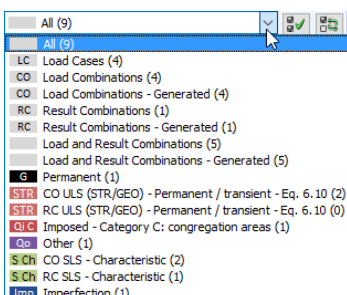 All (9)
All (9)
LC Load Cases (4)
CO Load Combinations (4)
CO Load Combinations - Generated (4)
RC Result Combinations (1)
RC Result Combinations - Generated (1)
Load and Result Combinations (5)
Load and Result Combinations - Generated (5)
G Permanent (1)
STR CO ULS (STR/GEO) - Permanent / transient - Eq. 6.10 (2)
STR RC ULS (STR/GEO) - Permanent / transient - Eq. 6.10 (0)
Qi C Imposed - Category C: congregation areas (1)
Qo Other (1)
S Ch CO SLS - Characteristic (2)
S Ch RC SLS - Characteristic (1)
Imp Imperfection (1)